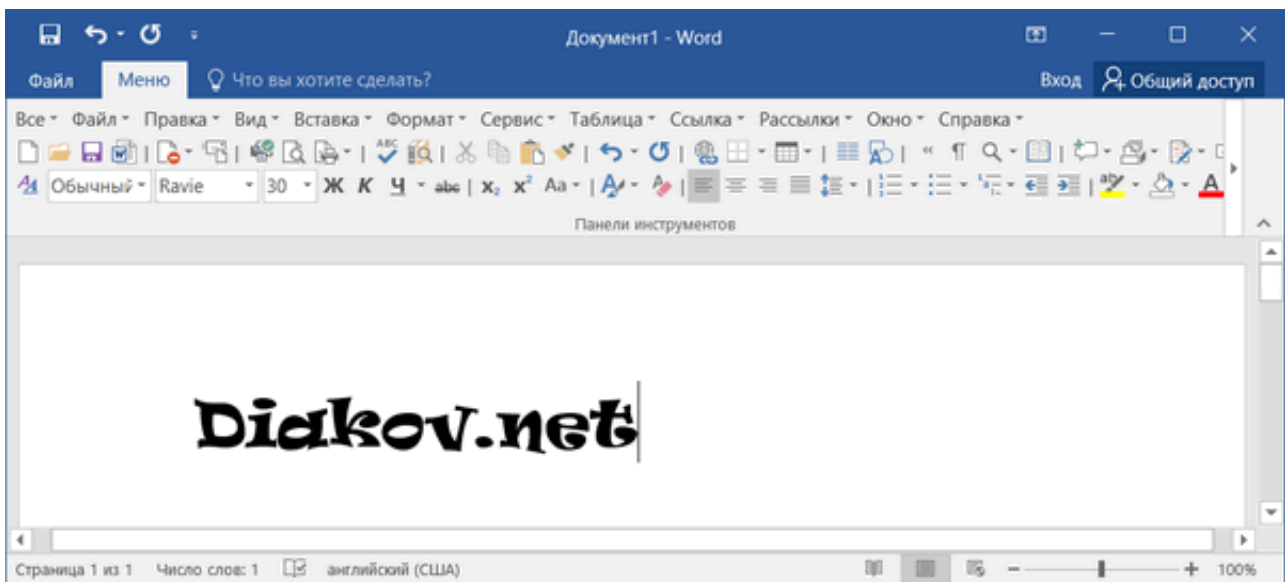 Документ1 - Word
Файл Меню Что вы хотите сделать? Вход Общий доступ
Все Файл Правка Вид Вставка Формат Сервис Таблица Ссылка Рассылки Окно Справка
Обычный Ravie 30 Ж К Ч abc x₂ x² Aa A
Панели инструментов
Diakov.net
Страница 1 из 1 Число слов: 1 английский (США) 100%